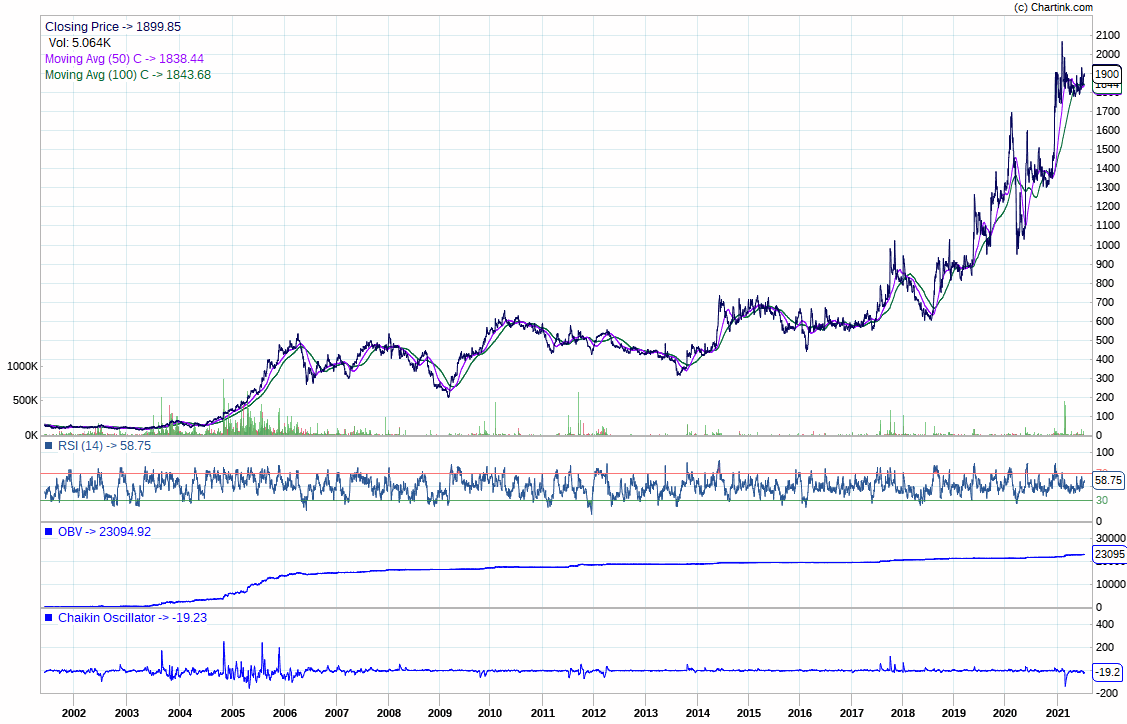 (c) Chartink.com
Closing Price -> 1899.85
Vol: 5.064K
Moving Avg (50) C -> 1838.44
Moving Avg (100) C -> 1843.68
2100
2000
1900
1844
1700
1600
1500
1400
1300
1200
1100
1000
900
800
700
600
500
400
300
200
100
0
1000K
500K
0K
RSI (14) -> 58.75
100
70
58.75
30
0
OBV -> 23094.92
30000
23095
10000
0
Chaikin Oscillator -> -19.23
400
200
-19.2
-200
2002 2003 2004 2005 2006 2007 2008 2009 2010 2011 2012 2013 2014 2015 2016 2017 2018 2019 2020 2021